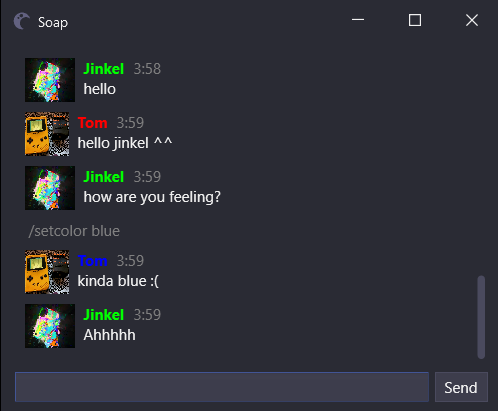 Soap
Jinkel 3:58
hello
Tom 3:59
hello jinkel ^^
Jinkel 3:59
how are you feeling?
/setcolor blue
Tom 3:59
kinda blue :(
Jinkel 3:59
Ahhhhh
Send